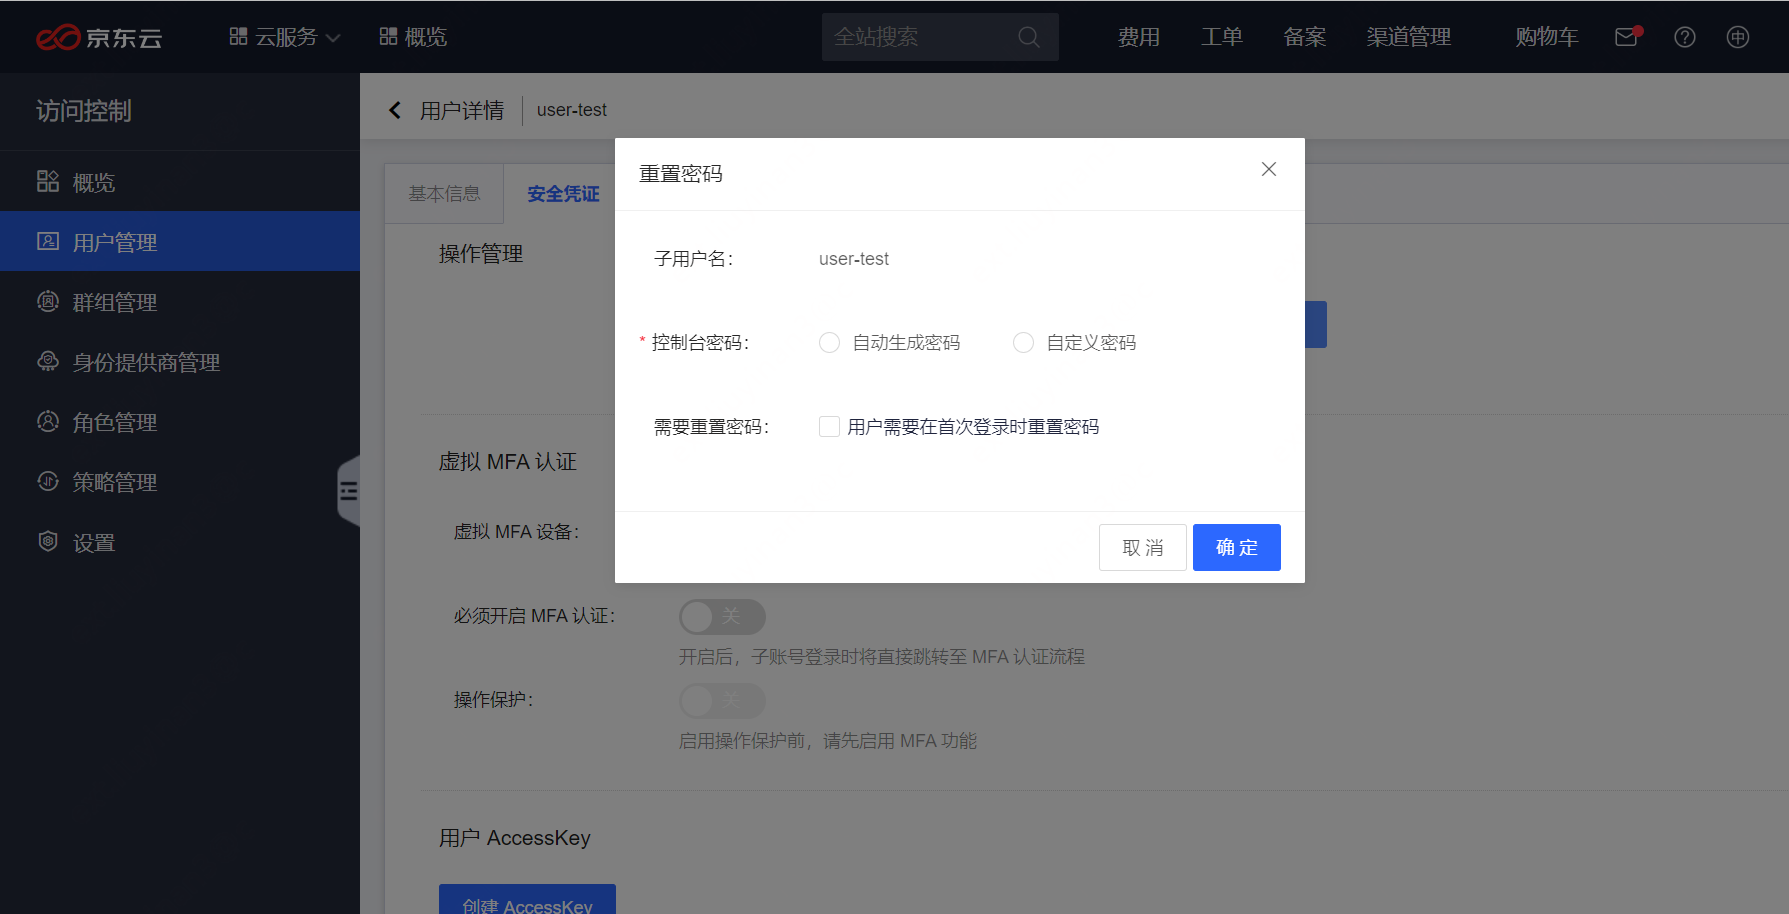 京东云
云服务
概览
全站搜索
费用
工单
备案
渠道管理
购物车
中
访问控制
概览
用户管理
群组管理
身份提供商管理
角色管理
策略管理
设置
用户详情
user-test
基本信息
安全凭证
操作管理
重置密码
子用户名:
user-test
* 控制台密码:
自动生成密码
自定义密码
需要重置密码:
用户需要在首次登录时重置密码
取 消
确 定
虚拟 MFA 认证
虚拟 MFA 设备:
必须开启 MFA 认证:
关
开启后，子账号登录时将直接跳转至 MFA 认证流程
操作保护:
关
启用操作保护前，请先启用 MFA 功能
用户 AccessKey
创建 AccessKey